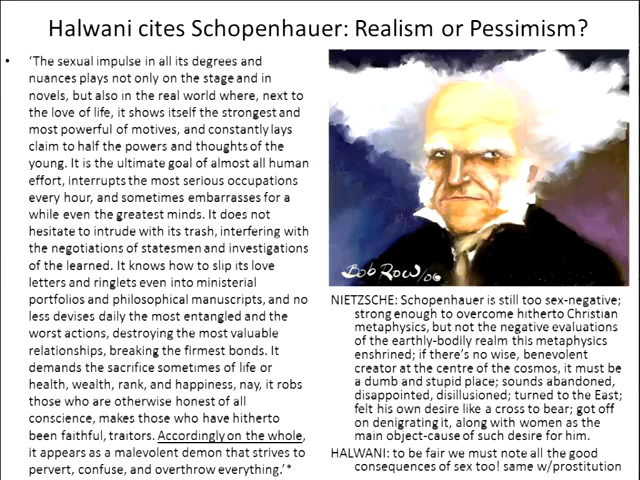 Halwani cites Schopenhauer: Realism or Pessimism?
• ‘The sexual impulse in all its degrees and
nuances plays not only on the stage and in
novels, but also in the real world where, next to
the love of life, it shows itself the strongest and
most powerful of motives, and constantly lays
claim to half the powers and thoughts of the
young. It is the ultimate goal of almost all human
effort, interrupts the most serious occupations
every hour, and sometimes embarrasses for a
while even the greatest minds. It does not
hesitate to intrude with its trash, interfering with
the negotiations of statesmen and investigations
of the learned. It knows how to slip its love
letters and ringlets even into ministerial
portfolios and philosophical manuscripts, and no
less devises daily the most entangled and the
worst actions, destroying the most valuable
relationships, breaking the firmest bonds. It
demands the sacrifice sometimes of life or
health, wealth, rank, and happiness, nay, it robs
those who are otherwise honest of all
conscience, makes those who have hitherto
been faithful, traitors. Accordingly on the whole,
it appears as a malevolent demon that strives to
pervert, confuse, and overthrow everything.’*
Bob Row/06
NIETZSCHE: Schopenhauer is still too sex-negative;
strong enough to overcome hitherto Christian
metaphysics, but not the negative evaluations
of the earthly-bodily realm this metaphysics
enshrined; if there’s no wise, benevolent
creator at the centre of the cosmos, it must be
a dumb and stupid place; sounds abandoned,
disappointed, disillusioned; turned to the East;
felt his own desire like a cross to bear; got off
on denigrating it, along with women as the
main object-cause of such desire for him.
HALWANI: to be fair we must note all the good
consequences of sex too! same w/prostitution